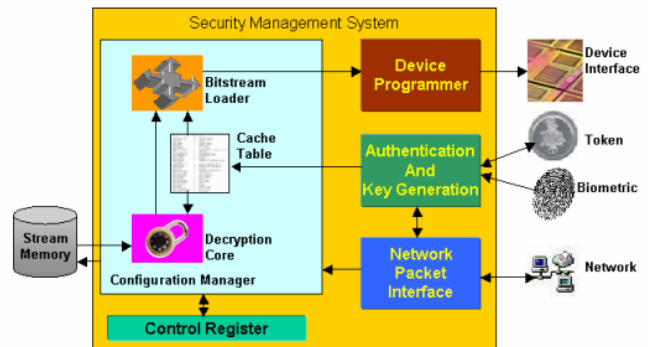 Security Management System
Bitstream
Loader
Device
Programmer
Device
Interface
Cache
Table
Authentication
And
Key Generation
Token
Biometric
Stream
Memory
Decryption
Core
Configuration Manager
Network
Packet
Interface
Network
Control Register